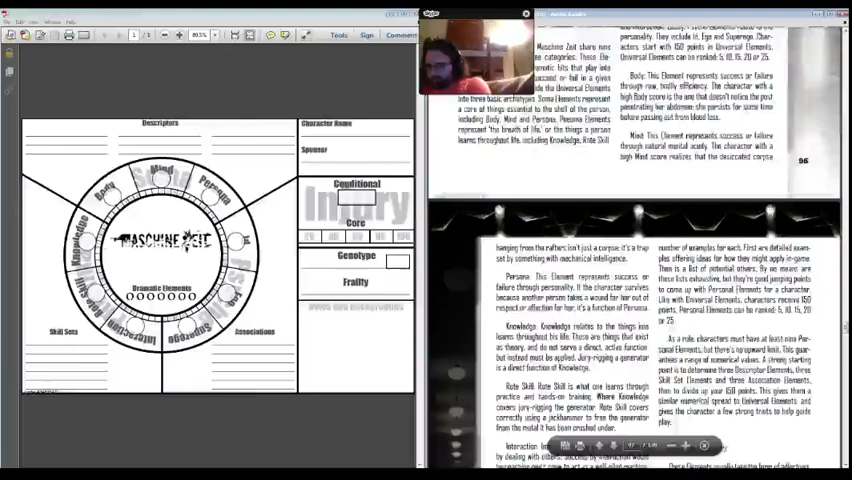 1 / 1
89.5%
Tools
Sign
Comment
Descriptors
Character Name
Sponsor
Body
Mind
Persona
Id
Ego
Superego
Interaction
Rote Skill
Knowledge
MASCHINE ZEIT
Dramatic Elements
Skill Sets
Associations
Conditional
Injury
Core
Genotype
Frailty
Maschine Zeit share nine
into three basic archetypes. Some Elements represent
a core of things essential to the shell of the person,
including Body, Mind and Persona. Pneuma Elements
represent 'the breath of life,' or the things a person
learns throughout life, including Knowledge, Rote Skill
personality. They include Id, Ego and Superego. Char-
acters start with 150 points in Universal Elements.
Universal Elements can be ranked: 5, 10, 15, 20 or 25.
Body: This Element represents success or failure
through raw, bodily efficiency. The character with a
high Body score is the one that doesn't notice the post
penetrating her abdomen; she persists for some time
before passing out from blood loss.
Mind: This Element represents success or failure
through natural mental acuity. The character with a
high Mind score realizes that the desiccated corpse
96
hanging from the rafters isn't just a corpse; it's a trap
set by something with mechanical intelligence.
Persona: This Element represents success or
failure through personality. If the character survives
because another person takes a wound for her out of
respect or affection for her, it's a function of Persona.
Knowledge: Knowledge relates to the things one
learns throughout his life. These are things that exist
as theory, and do not serve a direct, active function
but instead must be applied. Jury-rigging a generator
is a direct function of Knowledge.
Rote Skill: Rote Skill is what one learns through
practice and hands-on training. Where Knowledge
covers jury-rigging the generator, Rote Skill covers
correctly using a jackhammer to free the generator
from the metal it has been crushed under.
by dealing with others.
number of examples for each. First are detailed exam-
ples offering ideas for how they might apply in-game.
Then is a list of potential others. By no means are
these lists exhaustive, but they're good jumping points
to come up with Personal Elements for a character.
Like with Universal Elements, characters receive 150
points. Personal Elements can be ranked: 5, 10, 15, 20
or 25
As a rule, characters must have at least nine Per-
sonal Elements, but there's no upward limit. This guar-
antees a range of numerical values. A strong starting
point is to determine three Descriptor Elements, three
Skill Set Elements and three Association Elements,
then to divide up your 150 points. This gives them a
similar numerical spread to Universal Elements, and
gives the character a few strong traits to help guide
play.